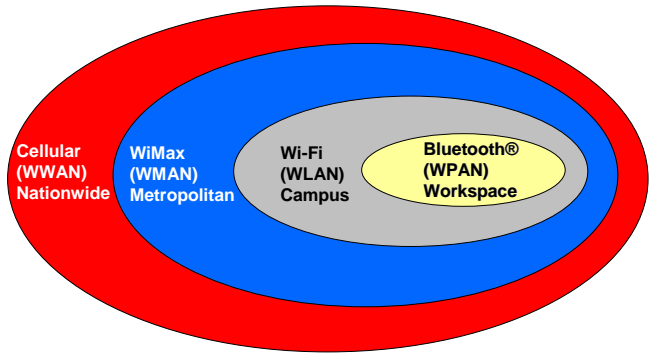 Cellular
(WWAN)
Nationwide
WiMax
(WMAN)
Metropolitan
Wi-Fi
(WLAN)
Campus
Bluetooth®
(WPAN)
Workspace